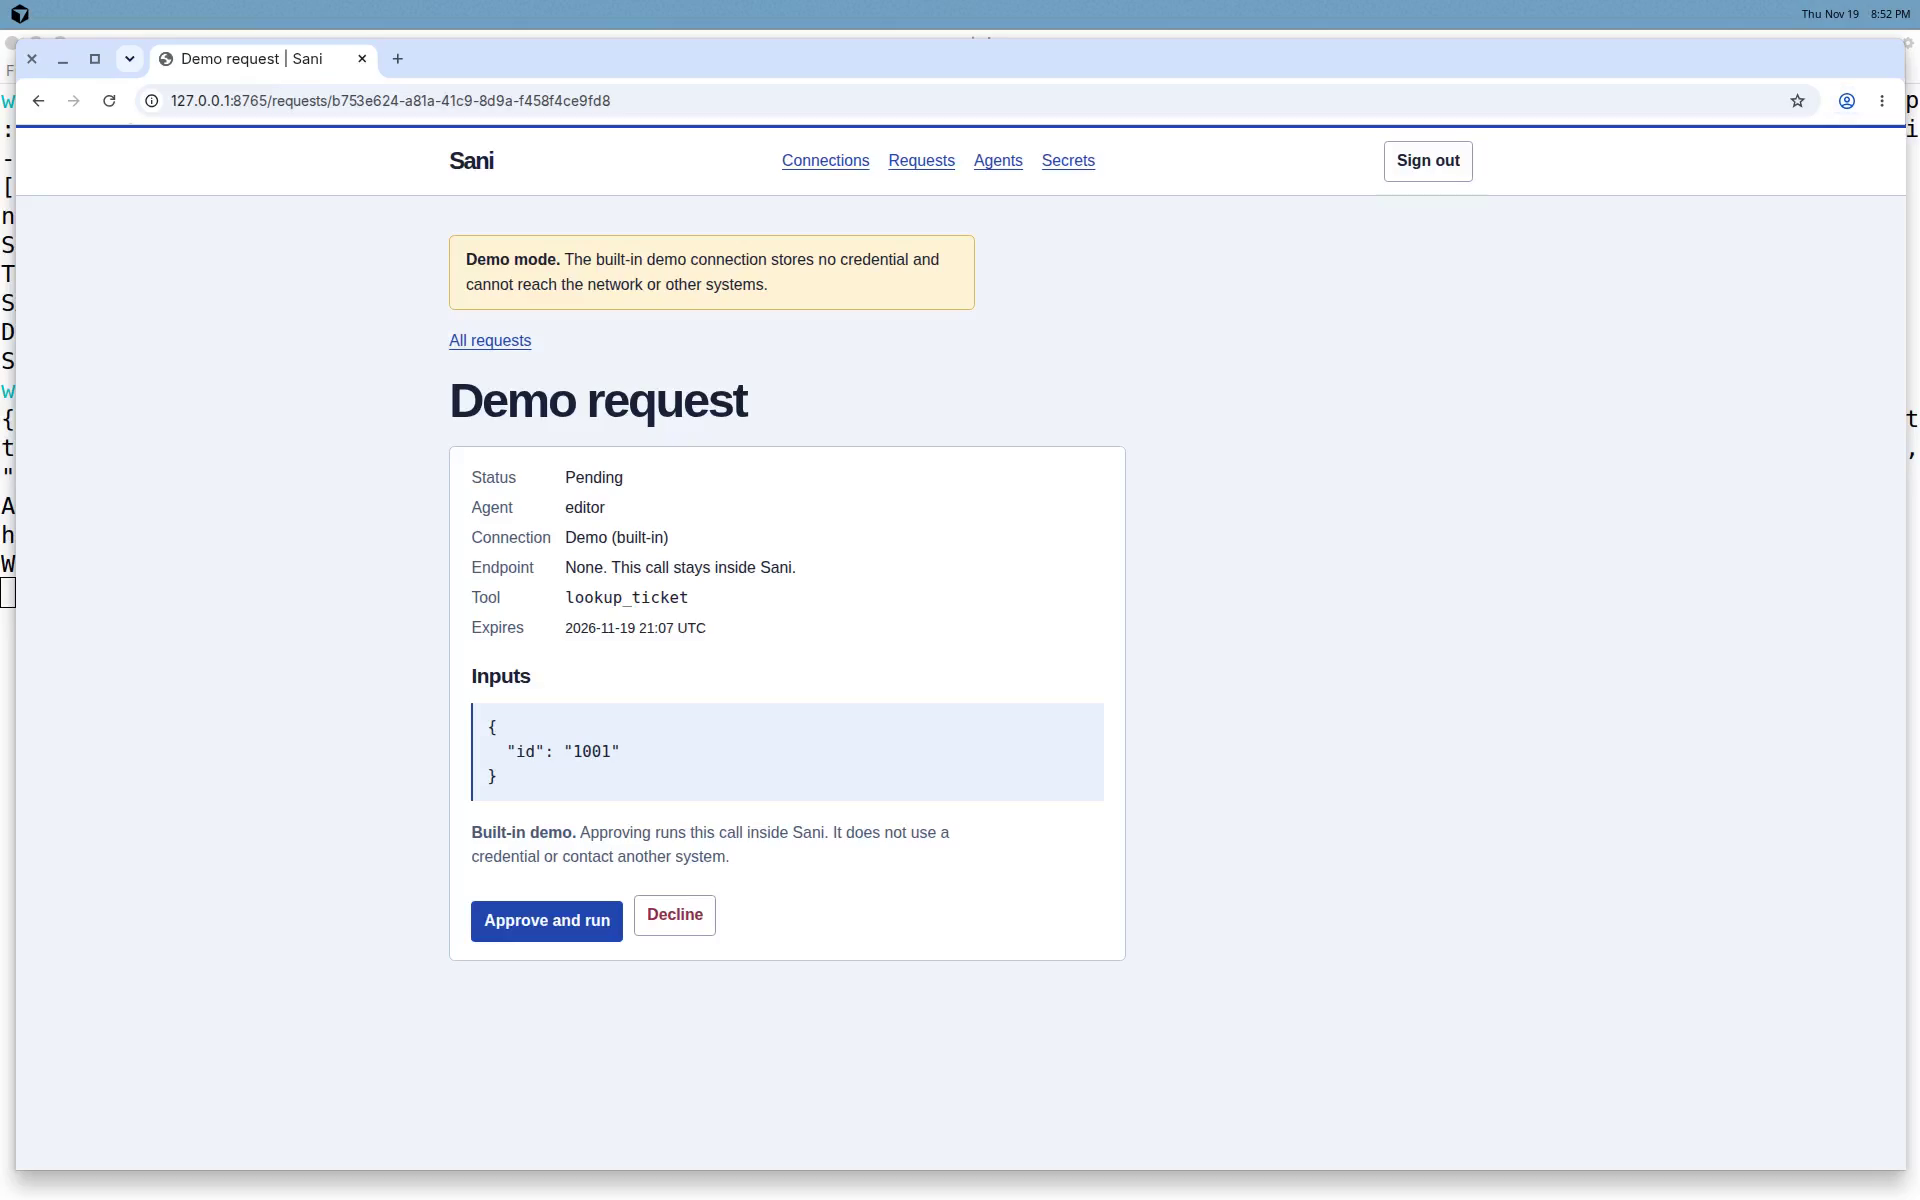 Thu Nov 19 8:52 PM
Demo request | Sani
127.0.0.1:8765/requests/b753e624-a81a-41c9-8d9a-f458f4ce9fd8
Sani
Connections Requests Agents Secrets
Sign out
Demo mode. The built-in demo connection stores no credential and
cannot reach the network or other systems.
All requests
Demo request
Status Pending
Agent editor
Connection Demo (built-in)
Endpoint None. This call stays inside Sani.
Tool lookup_ticket
Expires 2026-11-19 21:07 UTC
Inputs
{
"id": "1001"
}
Built-in demo. Approving runs this call inside Sani. It does not use a
credential or contact another system.
Approve and run
Decline